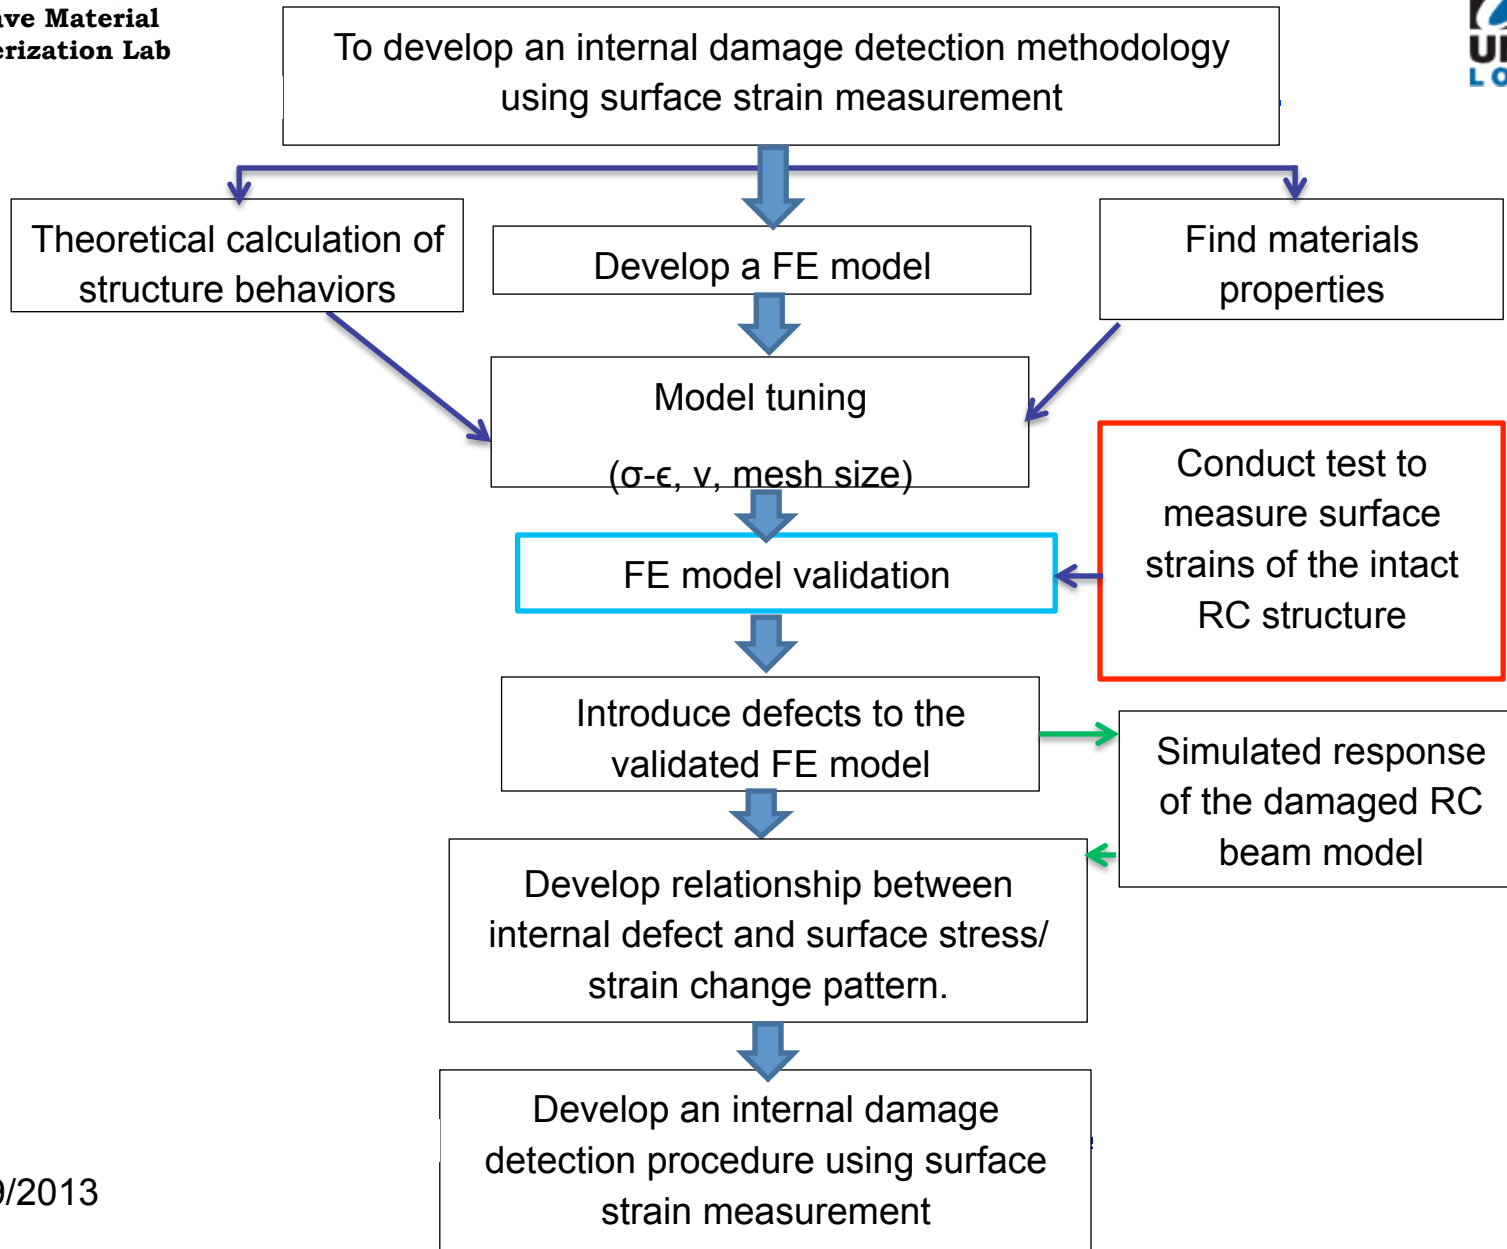 ave Material
erization Lab
To develop an internal damage detection methodology
using surface strain measurement
Theoretical calculation of
structure behaviors
Develop a FE model
Find materials
properties
Model tuning
(σ-ϵ, ν, mesh size)
Conduct test to
measure surface
strains of the intact
RC structure
FE model validation
Introduce defects to the
validated FE model
Simulated response
of the damaged RC
beam model
Develop relationship between
internal defect and surface stress/
strain change pattern.
Develop an internal damage
detection procedure using surface
strain measurement
9/2013